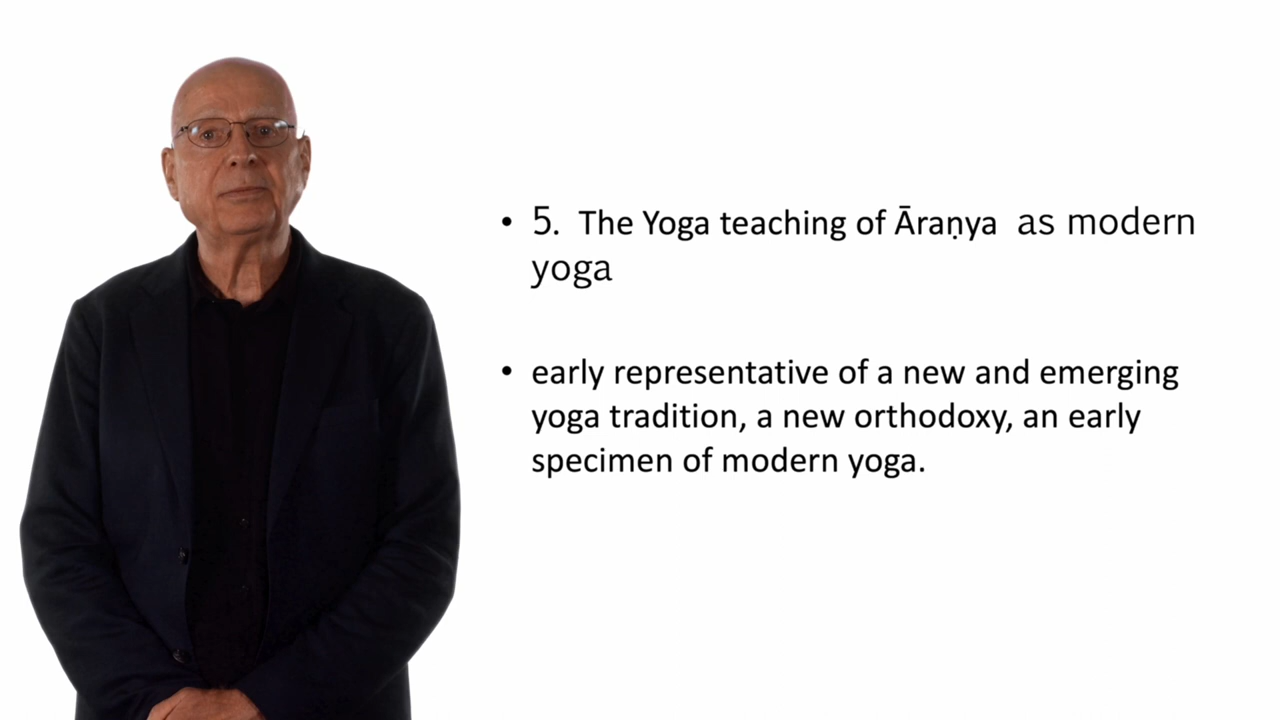 • 5. The Yoga teaching of Āraṇya as modern
yoga
• early representative of a new and emerging
yoga tradition, a new orthodoxy, an early
specimen of modern yoga.